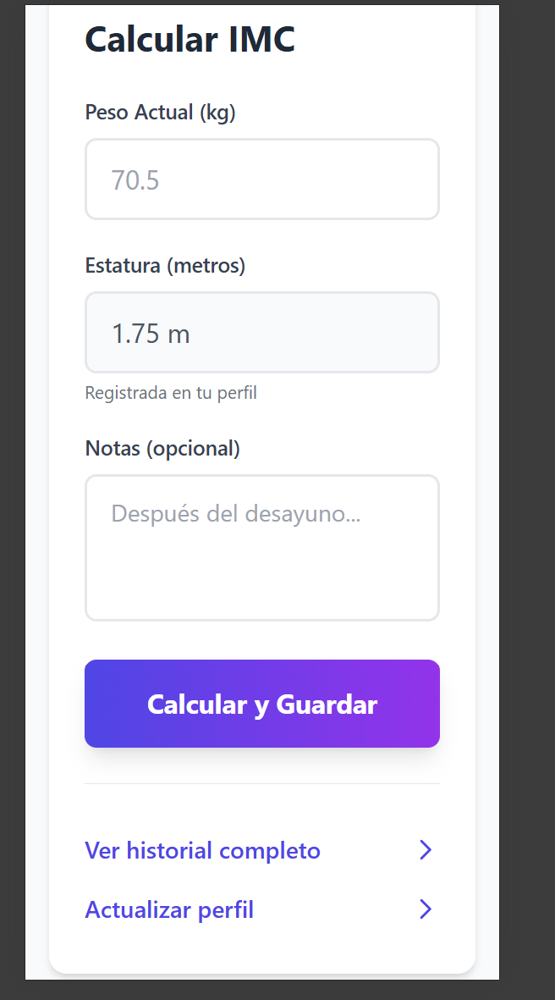 Calcular IMC
Peso Actual (kg)
70.5
Estatura (metros)
1.75 m
Registrada en tu perfil
Notas (opcional)
Después del desayuno...
Calcular y Guardar
Ver historial completo
Actualizar perfil